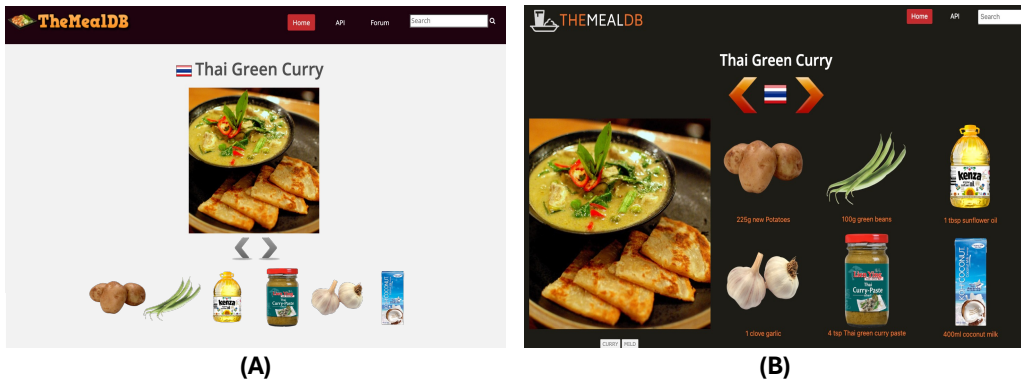 TheMealDB
Home API Forum Search
Thai Green Curry
kenza
Thai
Curry-Paste
COCONUT
(A)
THEMEALDB
Home API Search
Thai Green Curry
kenza
225g new Potatoes 100g green beans 1 tbsp sunflower oil
Thai
Curry-Paste
COCONUT
1 clove garlic 4 tsp Thai green curry paste 400ml coconut milk
CURRY MILD
(B)